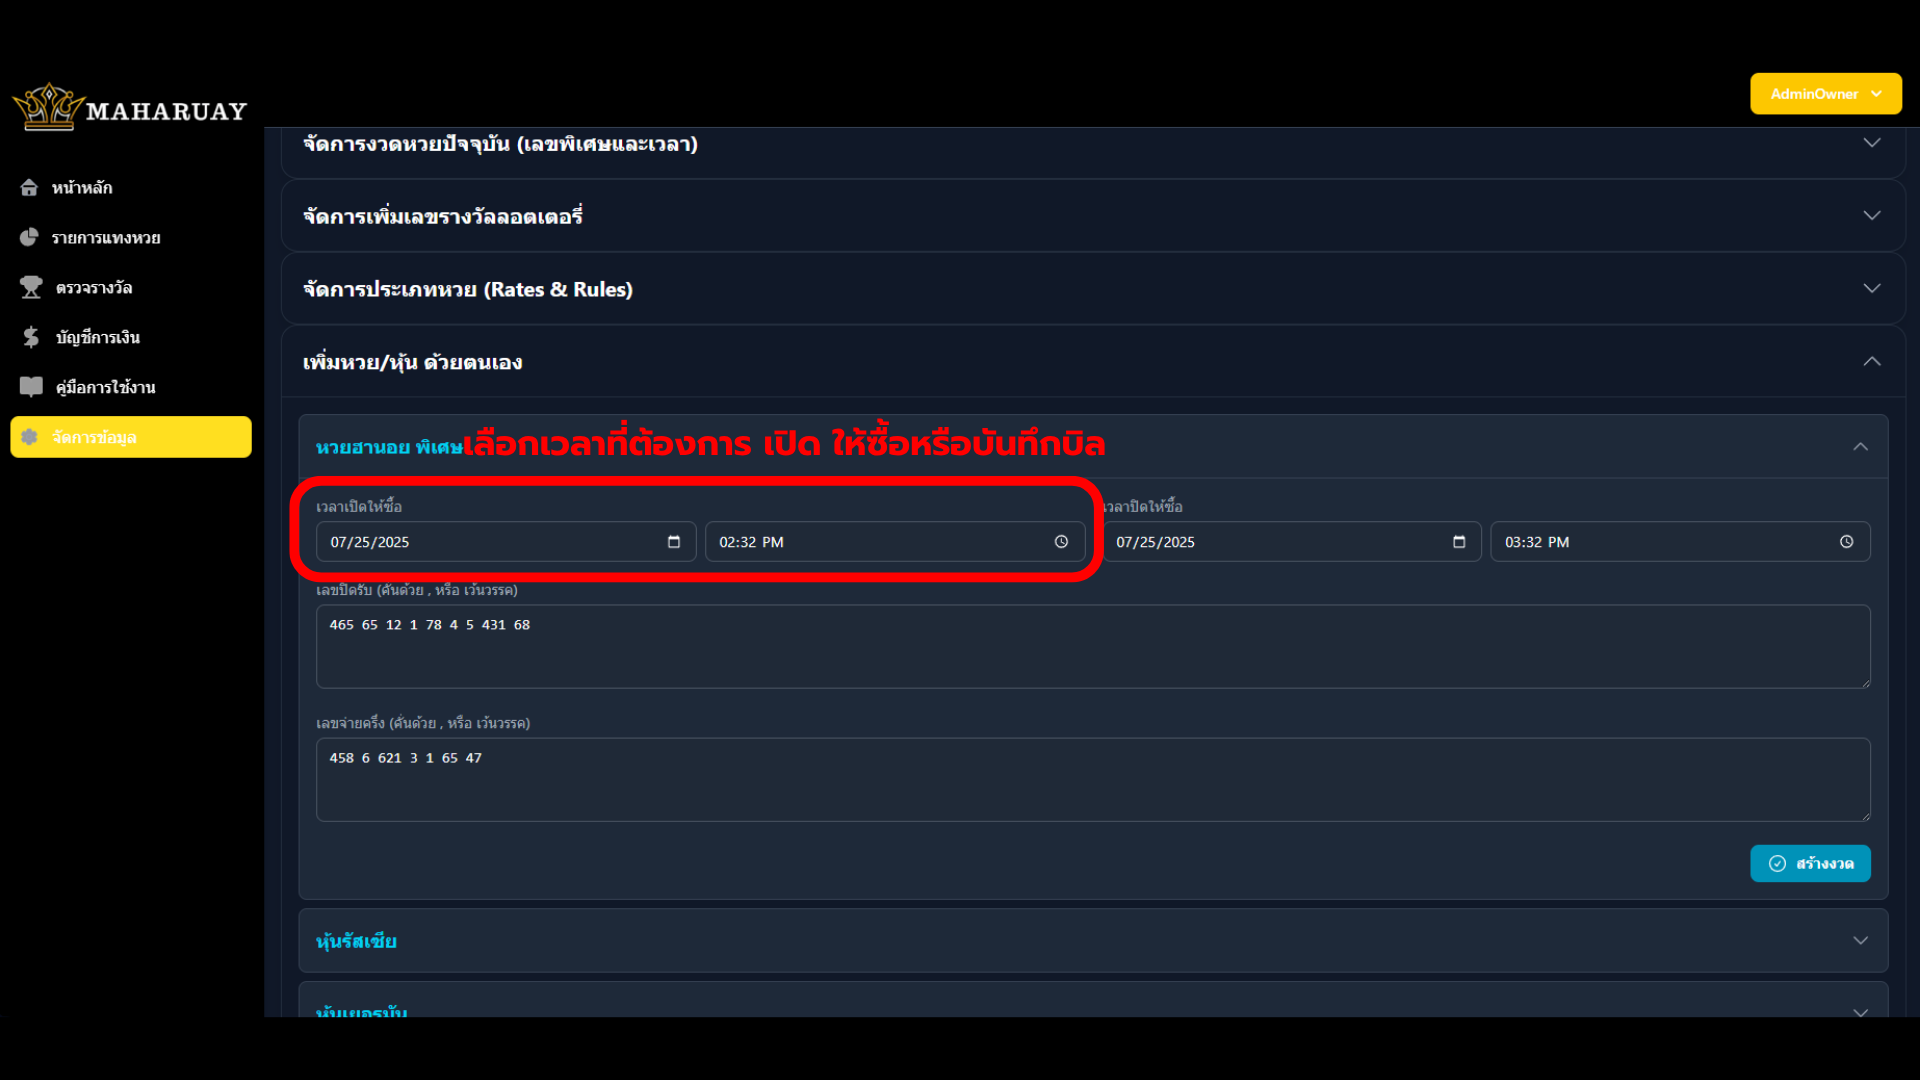 MAHARUAY
AdminOwner
หน้าหลัก
รายการแทงหวย
ตรวจรางวัล
บัญชีการเงิน
คู่มือการใช้งาน
จัดการข้อมูล
จัดการงวดหวยปัจจุบัน (เลขพิเศษและเวลา)
จัดการเพิ่มเลขรางวัลลอตเตอรี่
จัดการประเภทหวย (Rates & Rules)
เพิ่มหวย/หุ้น ด้วยตนเอง
หวยฮานอย พิเศษ
เลือกเวลาที่ต้องการ เปิด ให้ซื้อหรือบันทึกบิล
เวลาเปิดให้ซื้อ
เวลาปิดให้ซื้อ
07/25/2025
02:32 PM
07/25/2025
03:32 PM
เลขปิดรับ (คั่นด้วย , หรือ เว้นวรรค)
465 65 12 1 78 4 5 431 68
เลขจ่ายครึ่ง (คั่นด้วย , หรือ เว้นวรรค)
458 6 621 3 1 65 47
สร้างงวด
หุ้นรัสเซีย
หุ้นเยอรมัน